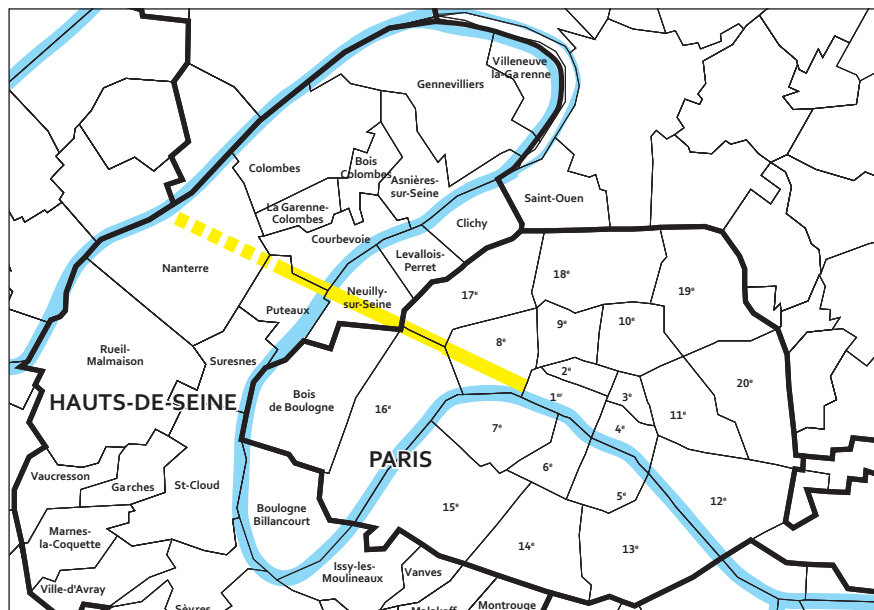 Villeneuve
la-Garenne
Gennevilliers
Colombes
Bois
Colombes
Asnières-
sur-Seine
Saint-Ouen
La Garenne-
Colombes
Clichy
Courbevoie
Levallois-
Perret
Nanterre
Neuilly-
sur-Seine
Puteaux
17e
18e
19e
8e
9e
10e
Rueil-
Malmaison
Suresnes
2e
1er
3e
20e
Bois
de Boulogne
16e
11e
HAUTS-DE-SEINE
7e
4e
PARIS
6e
Vaucresson
Garches
St-Cloud
5e
12e
Boulogne
Billancourt
15e
Marnes-
la-Coquette
14e
13e
Issy-les-
Moulineaux
Vanves
Ville-d'Avray
Sèvres
Malakoff
Montrouge